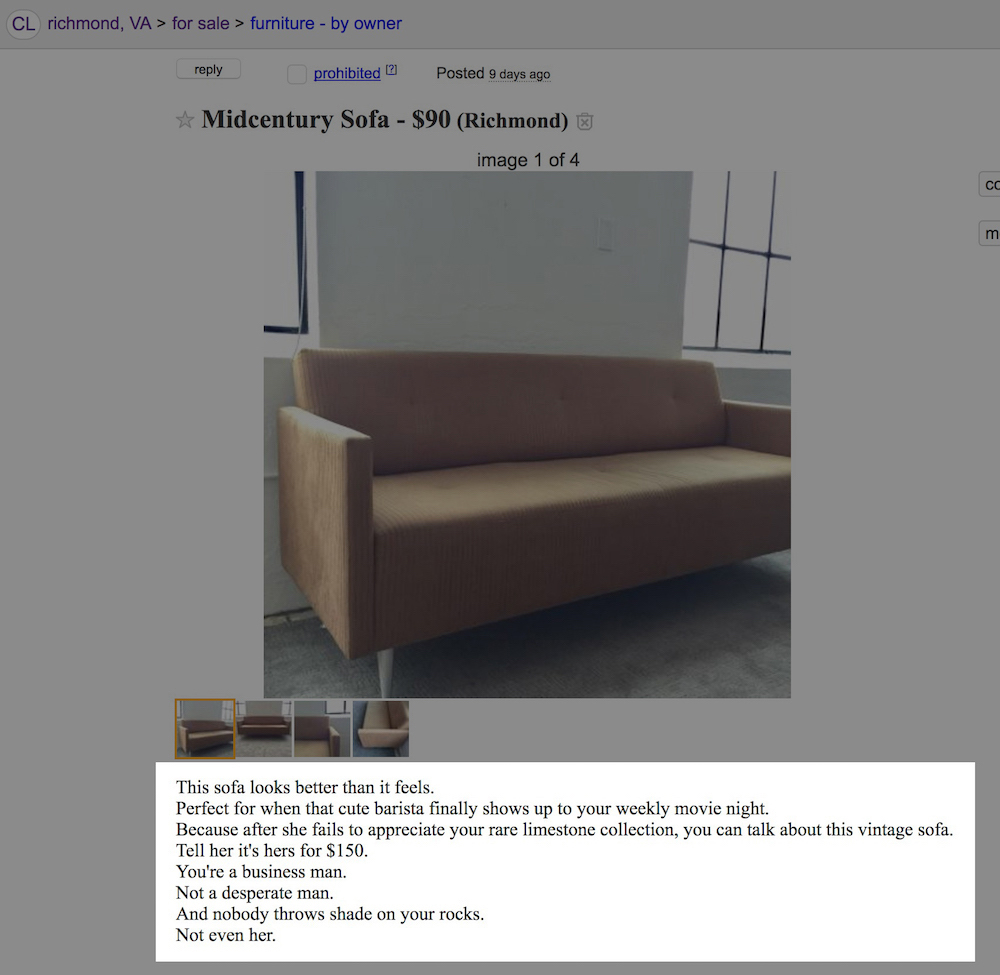 CL richmond, VA > for sale > furniture - by owner
reply prohibited [?] Posted 9 days ago
☆ Midcentury Sofa - $90 (Richmond)
image 1 of 4
This sofa looks better than it feels.
Perfect for when that cute barista finally shows up to your weekly movie night.
Because after she fails to appreciate your rare limestone collection, you can talk about this vintage sofa.
Tell her it's hers for $150.
You're a business man.
Not a desperate man.
And nobody throws shade on your rocks.
Not even her.